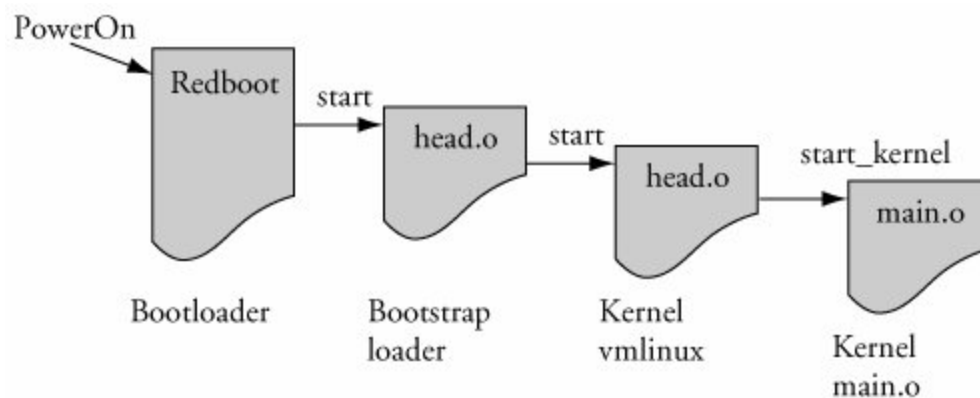 PowerOn
Redboot
start
head.o
start
head.o
start_kernel
main.o
Bootloader
Bootstrap
loader
Kernel
vmlinux
Kernel
main.o